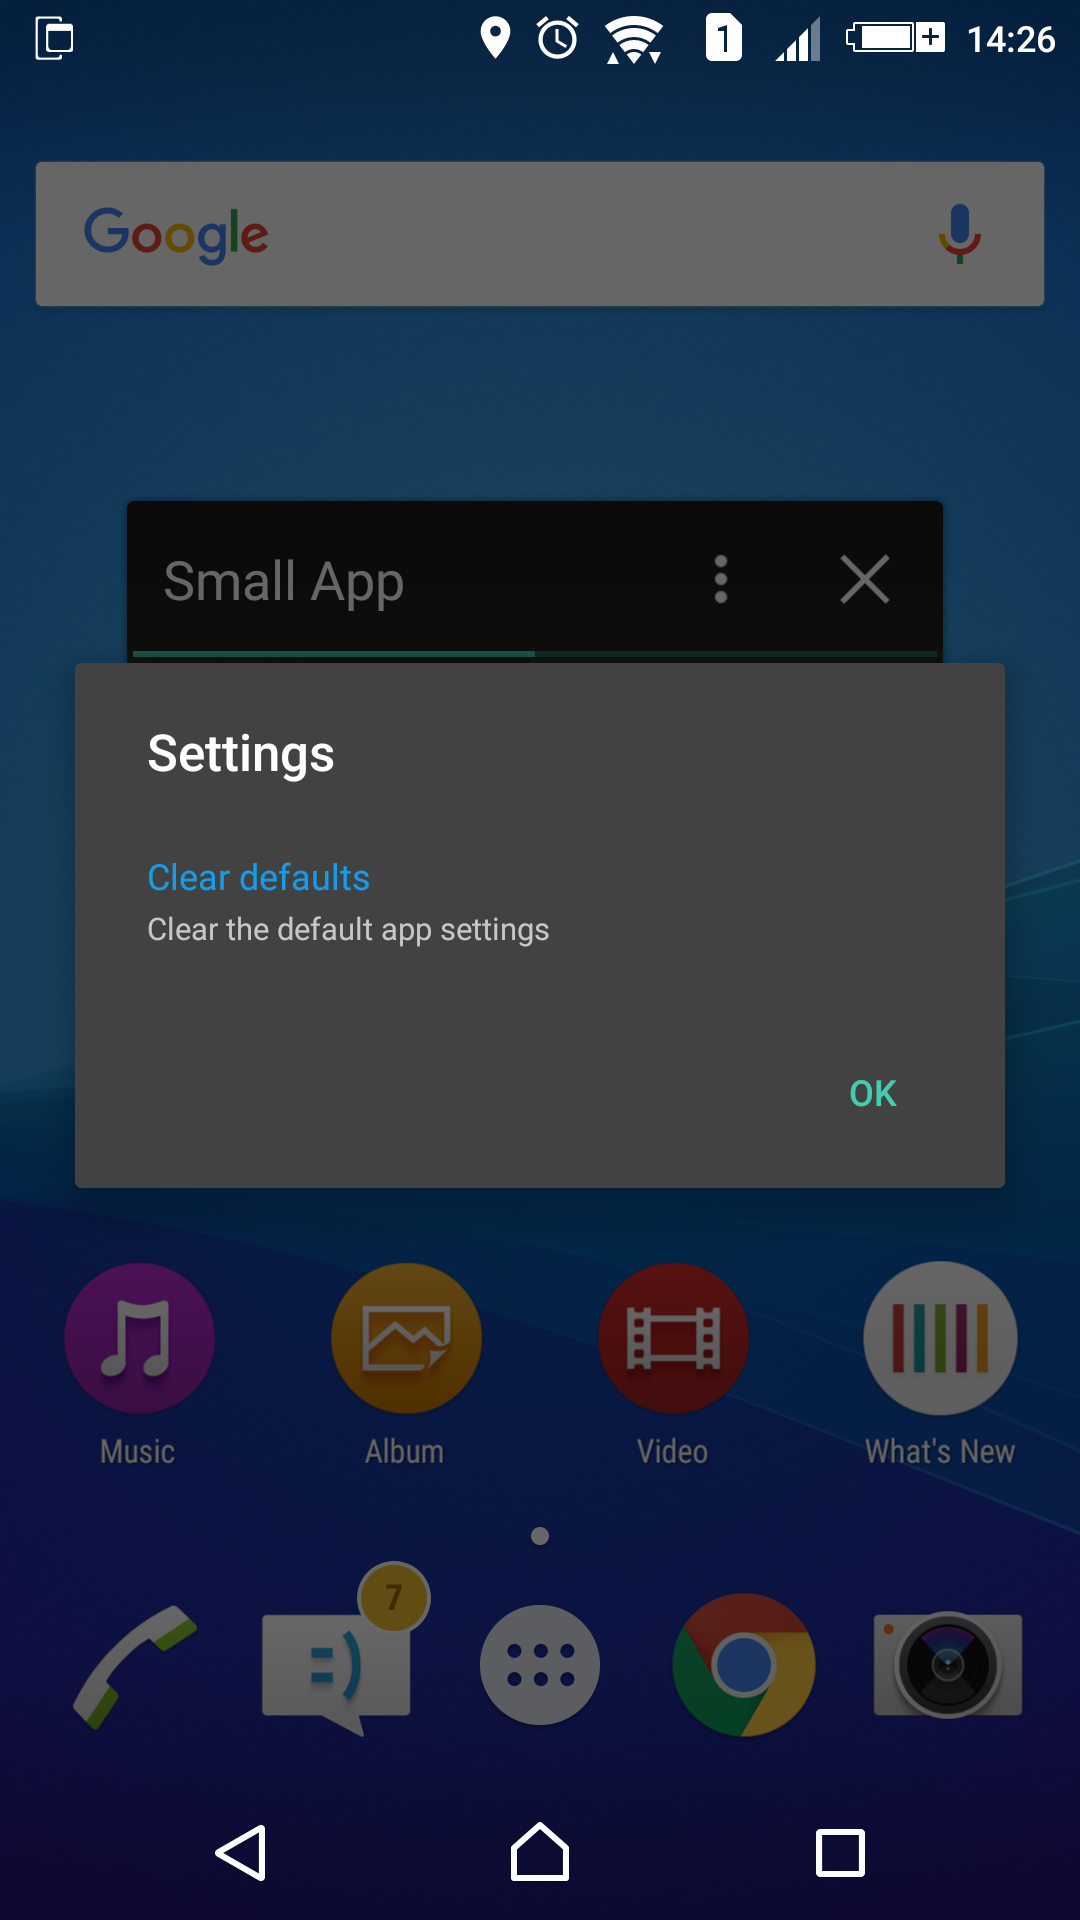 1 14:26
Google
Small App
Settings
Clear defaults
Clear the default app settings
OK
Music Album Video What's New
7